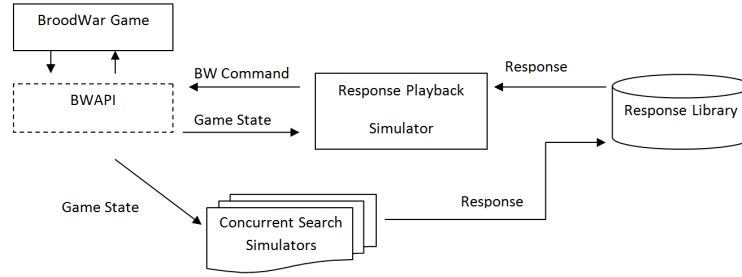 BroodWar Game
BW Command
Response
BWAPI
Response Playback
Simulator
Response Library
Game State
Game State
Concurrent Search
Simulators
Response